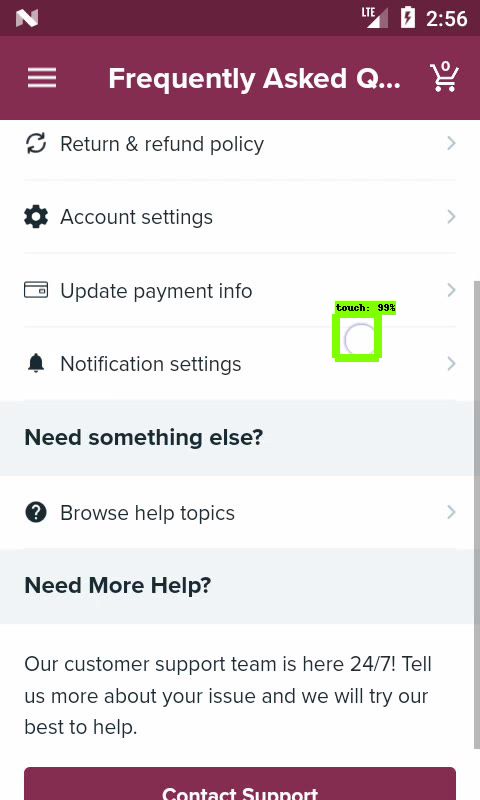 LTE
2:56
Frequently Asked Q...
0
Return & refund policy
Account settings
Update payment info
touch: 99%
Notification settings
Need something else?
Browse help topics
Need More Help?
Our customer support team is here 24/7! Tell
us more about your issue and we will try our
best to help.
Contact Support